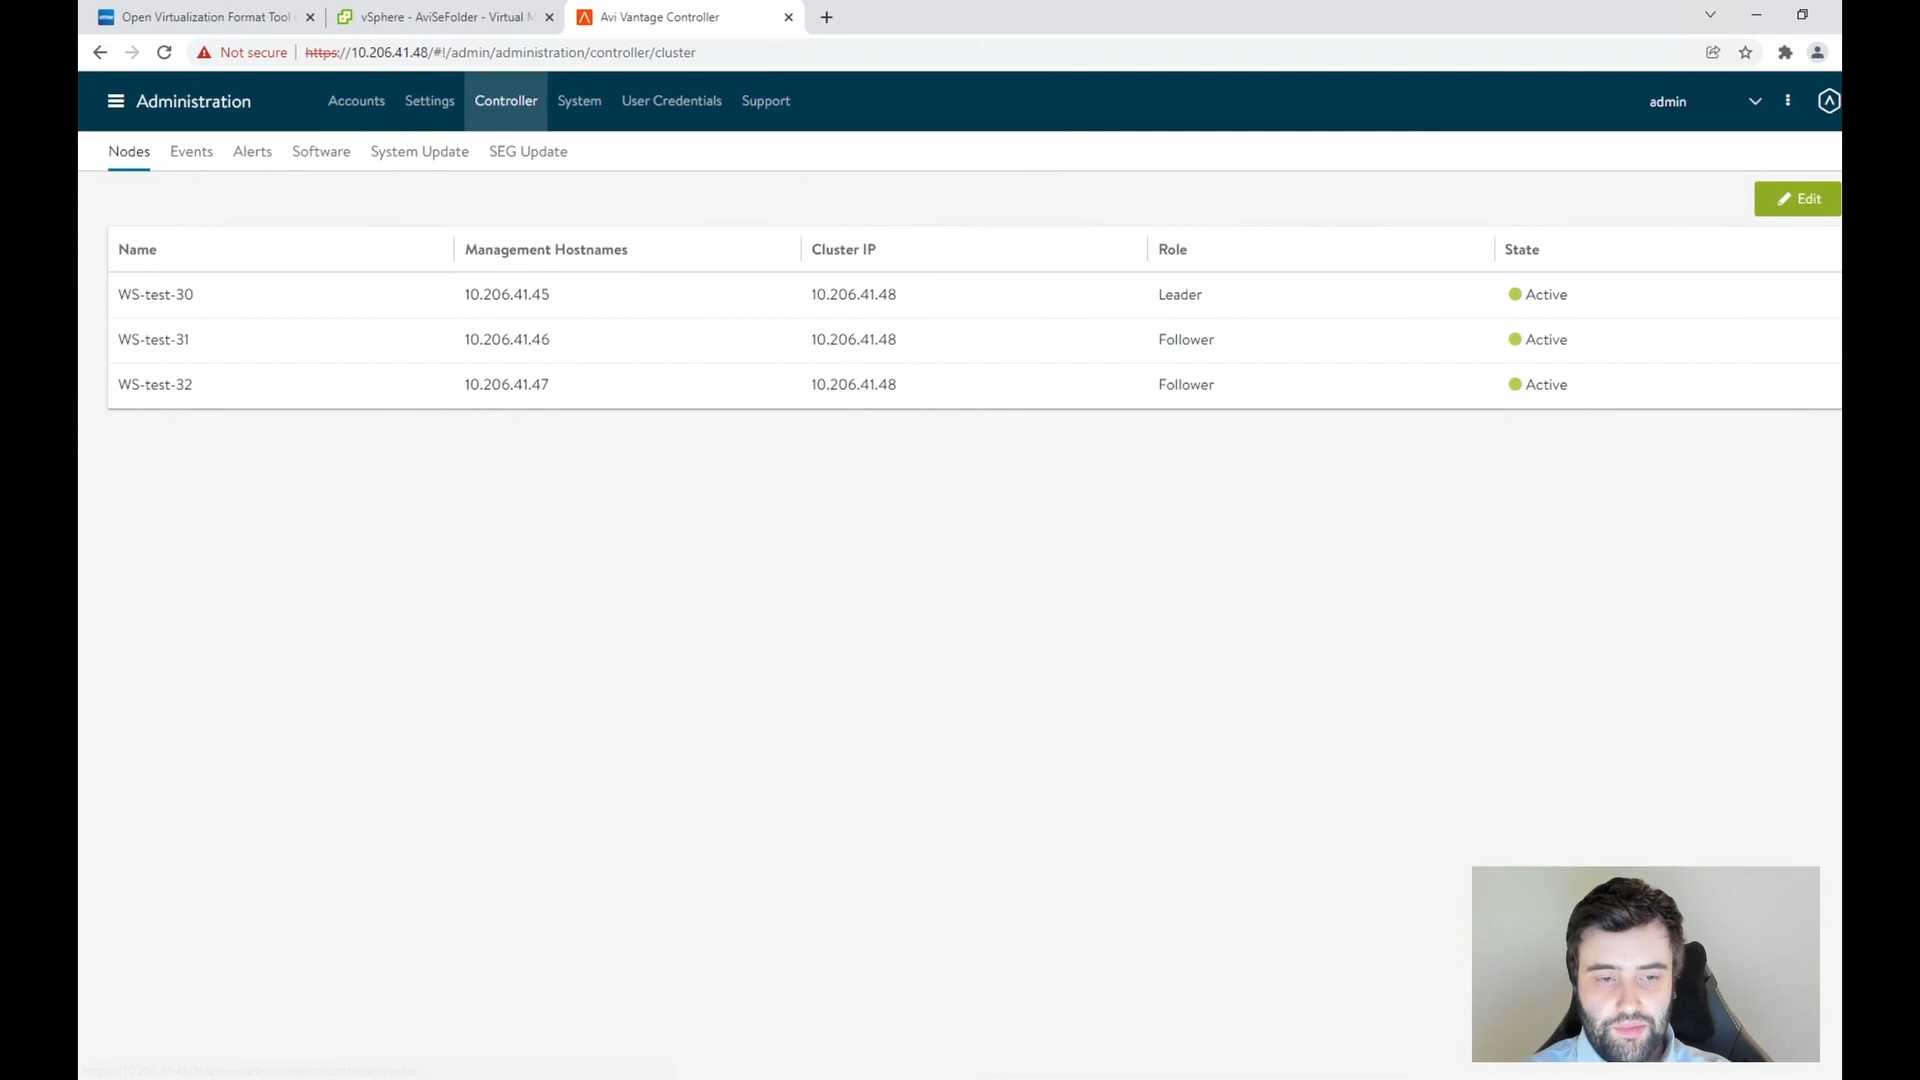 Open Virtualization Format Tool
vSphere - AviSeFolder - Virtual M
Avi Vantage Controller
Not secure
https://10.206.41.48/#!/admin/administration/controller/cluster
Administration
Accounts
Settings
Controller
System
User Credentials
Support
admin
Nodes
Events
Alerts
Software
System Update
SEG Update
Edit
Name Management Hostnames Cluster IP Role State
WS-test-30 10.206.41.45 10.206.41.48 Leader Active
WS-test-31 10.206.41.46 10.206.41.48 Follower Active
WS-test-32 10.206.41.47 10.206.41.48 Follower Active